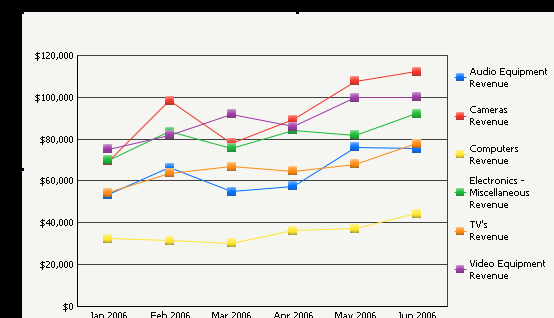 $120,000
$100,000
$80,000
$60,000
$40,000
$20,000
$0
Jan 2006 Feb 2006 Mar 2006 Apr 2006 May 2006 Jun 2006
Audio Equipment
Revenue
Cameras
Revenue
Computers
Revenue
Electronics -
Miscellaneous
Revenue
TV's
Revenue
Video Equipment
Revenue